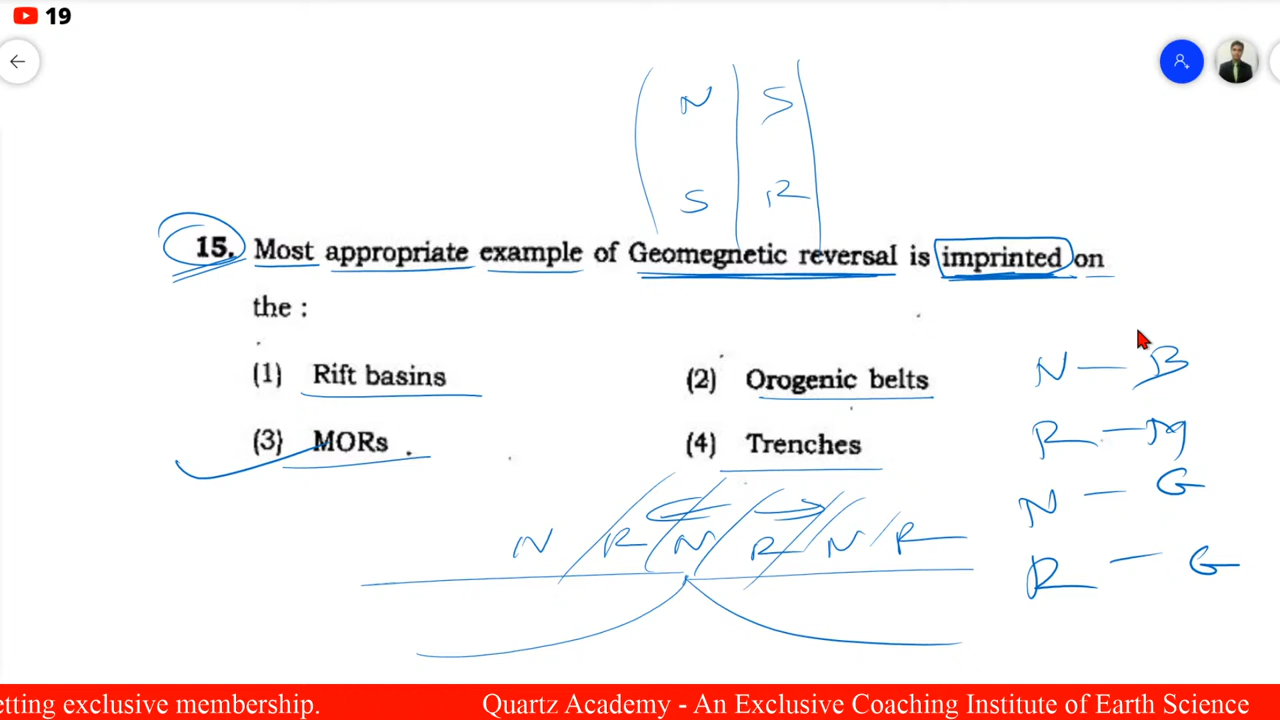 19
N S
S R
15. Most appropriate example of Geomegnetic reversal is imprinted on
the :
(1) Rift basins
(2) Orogenic belts
(3) MORs .
(4) Trenches
N — B
R — M
N — G
R — G
N / R / N / R / N / R
etting exclusive membership. Quartz Academy - An Exclusive Coaching Institute of Earth Science